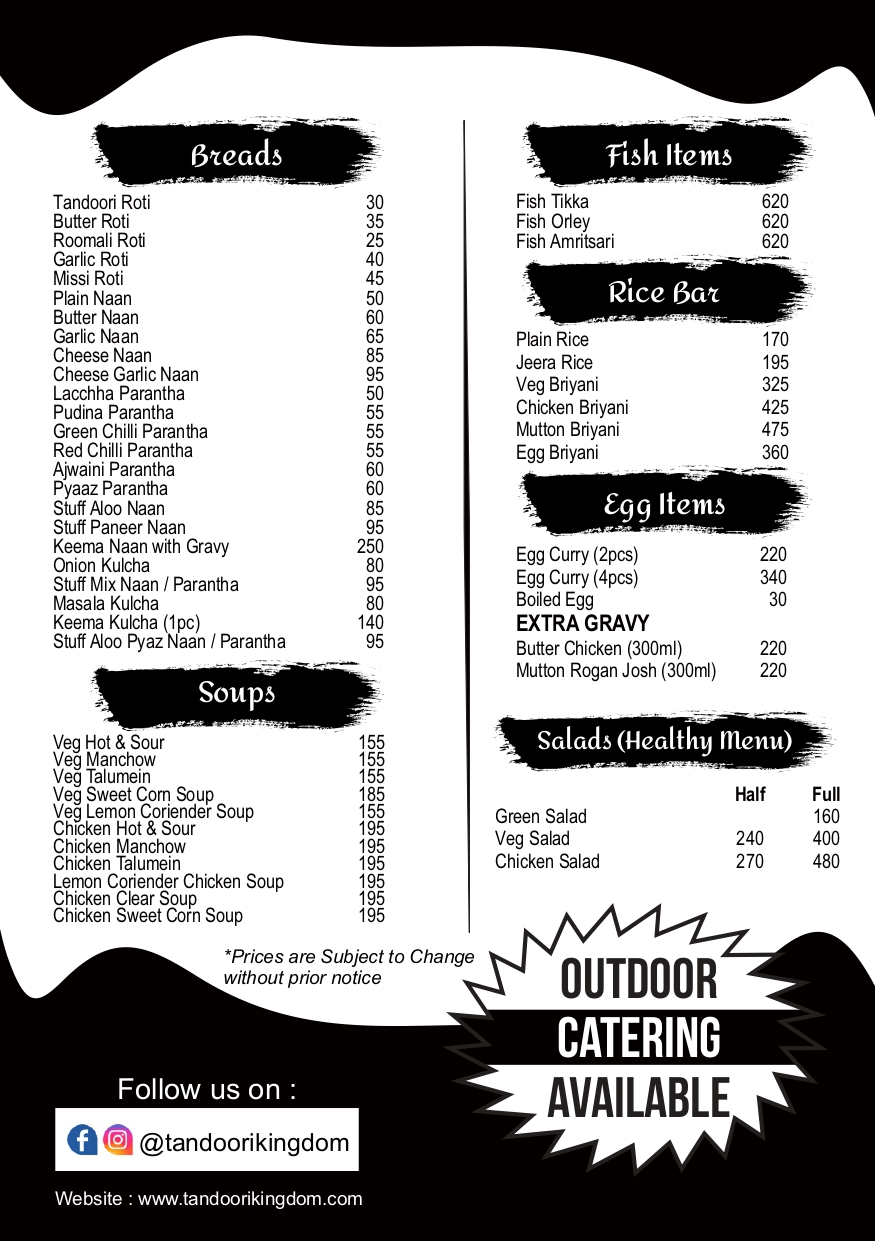 Breads
Tandoori Roti 30
Butter Roti 35
Roomali Roti 25
Garlic Roti 40
Missi Roti 45
Plain Naan 50
Butter Naan 60
Garlic Naan 65
Cheese Naan 85
Cheese Garlic Naan 95
Lacchha Parantha 50
Pudina Parantha 55
Green Chilli Parantha 55
Red Chilli Parantha 55
Ajwaini Parantha 60
Pyaaz Parantha 60
Stuff Aloo Naan 85
Stuff Paneer Naan 95
Keema Naan with Gravy 250
Onion Kulcha 80
Stuff Mix Naan / Parantha 95
Masala Kulcha 80
Keema Kulcha (1pc) 140
Stuff Aloo Pyaz Naan / Parantha 95
Soups
Veg Hot & Sour 155
Veg Manchow 155
Veg Talumein 155
Veg Sweet Corn Soup 185
Veg Lemon Coriender Soup 155
Chicken Hot & Sour 195
Chicken Manchow 195
Chicken Talumein 195
Lemon Coriender Chicken Soup 195
Chicken Clear Soup 195
Chicken Sweet Corn Soup 195
Fish Items
Fish Tikka 620
Fish Orley 620
Fish Amritsari 620
Rice Bar
Plain Rice 170
Jeera Rice 195
Veg Briyani 325
Chicken Briyani 425
Mutton Briyani 475
Egg Briyani 360
Egg Items
Egg Curry (2pcs) 220
Egg Curry (4pcs) 340
Boiled Egg 30
EXTRA GRAVY
Butter Chicken (300ml) 220
Mutton Rogan Josh (300ml) 220
Salads (Healthy Menu)
Half Full
Green Salad 160
Veg Salad 240 400
Chicken Salad 270 480
*Prices are Subject to Change
without prior notice
OUTDOOR
CATERING
AVAILABLE
Follow us on :
@tandoorikingdom
Website : www.tandoorikingdom.com